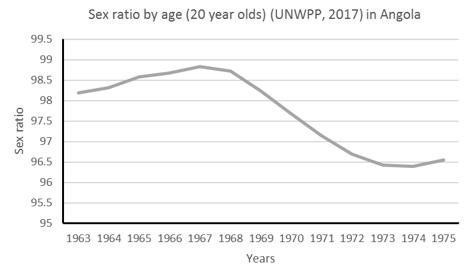 Sex ratio by age (20 year olds) (UNWPP, 2017) in Angola
99.5
99
98.5
98
97.5
97
96.5
96
95.5
95
Sex ratio
1963 1964 1965 1966 1967 1968 1969 1970 1971 1972 1973 1974 1975
Years